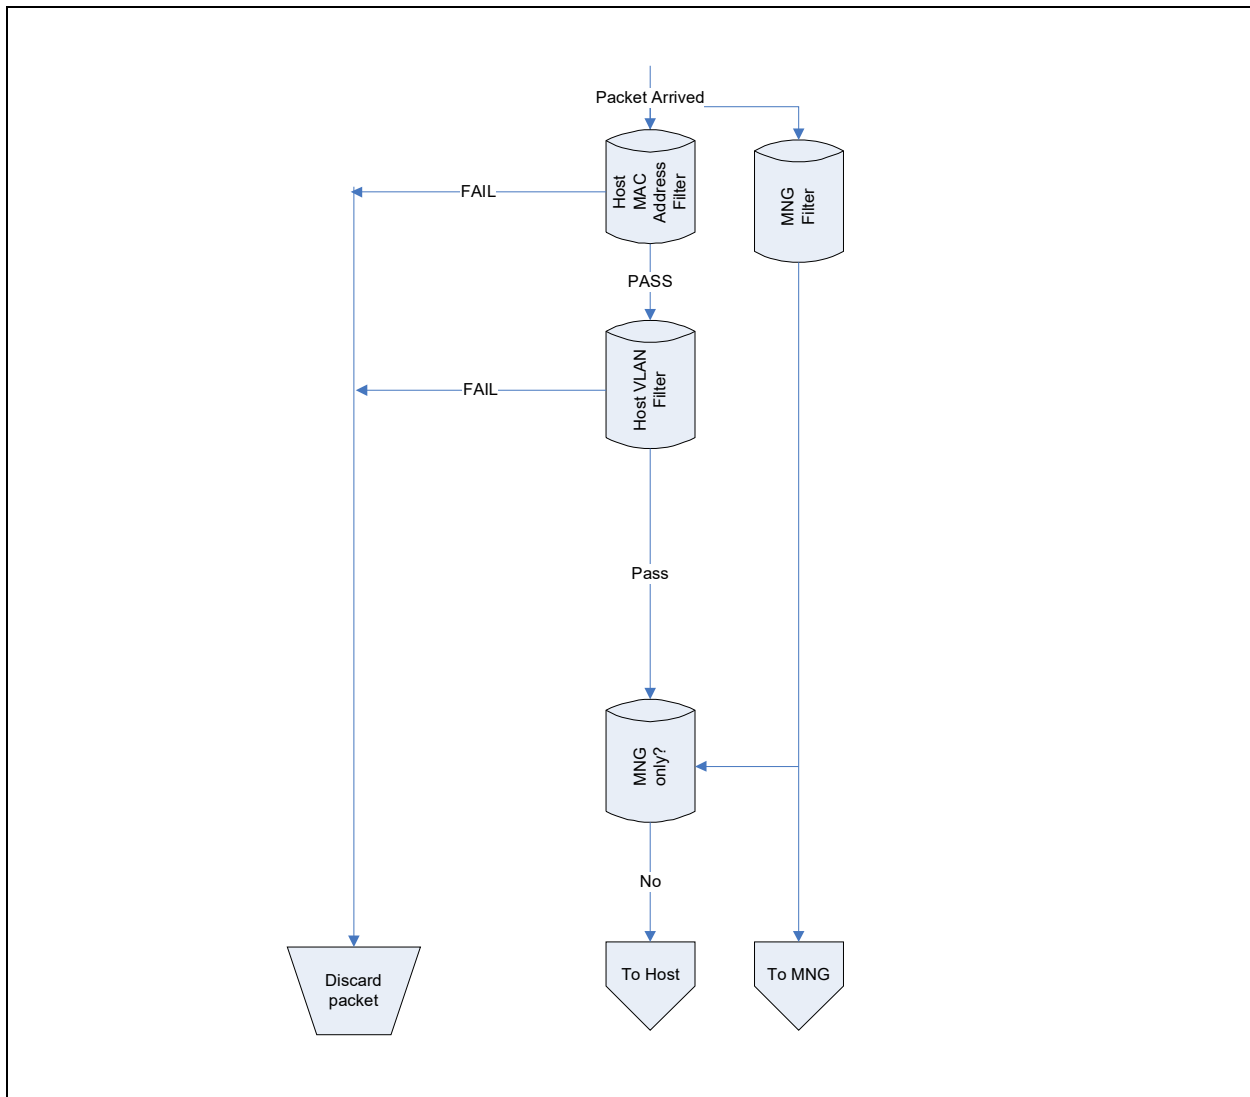 Packet Arrived
Host
MAC
Address
Filter
MNG
Filter
FAIL
PASS
Host VLAN
Filter
FAIL
Pass
MNG
only?
No
Discard
packet
To Host
To MNG